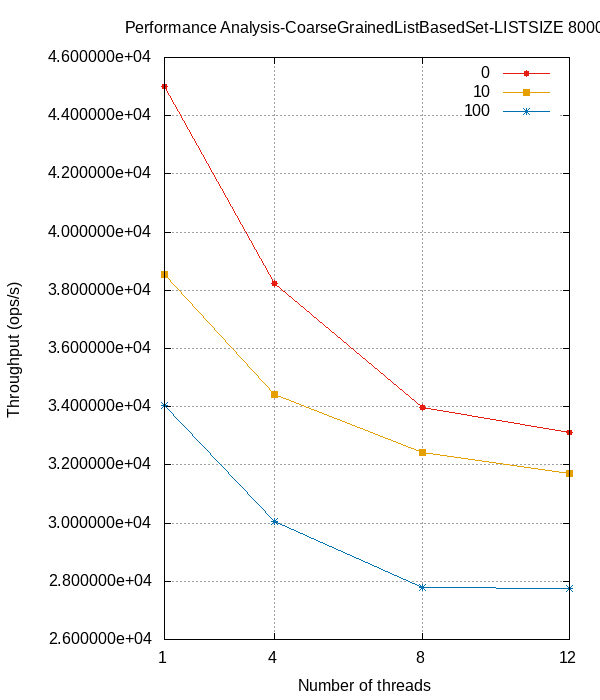 Performance Analysis-CoarseGrainedListBasedSet-LISTSIZE 8000
4.600000e+04
0
10
100
4.400000e+04
4.200000e+04
4.000000e+04
3.800000e+04
3.600000e+04
3.400000e+04
3.200000e+04
3.000000e+04
2.800000e+04
2.600000e+04
Throughput (ops/s)
1 4 8 12
Number of threads